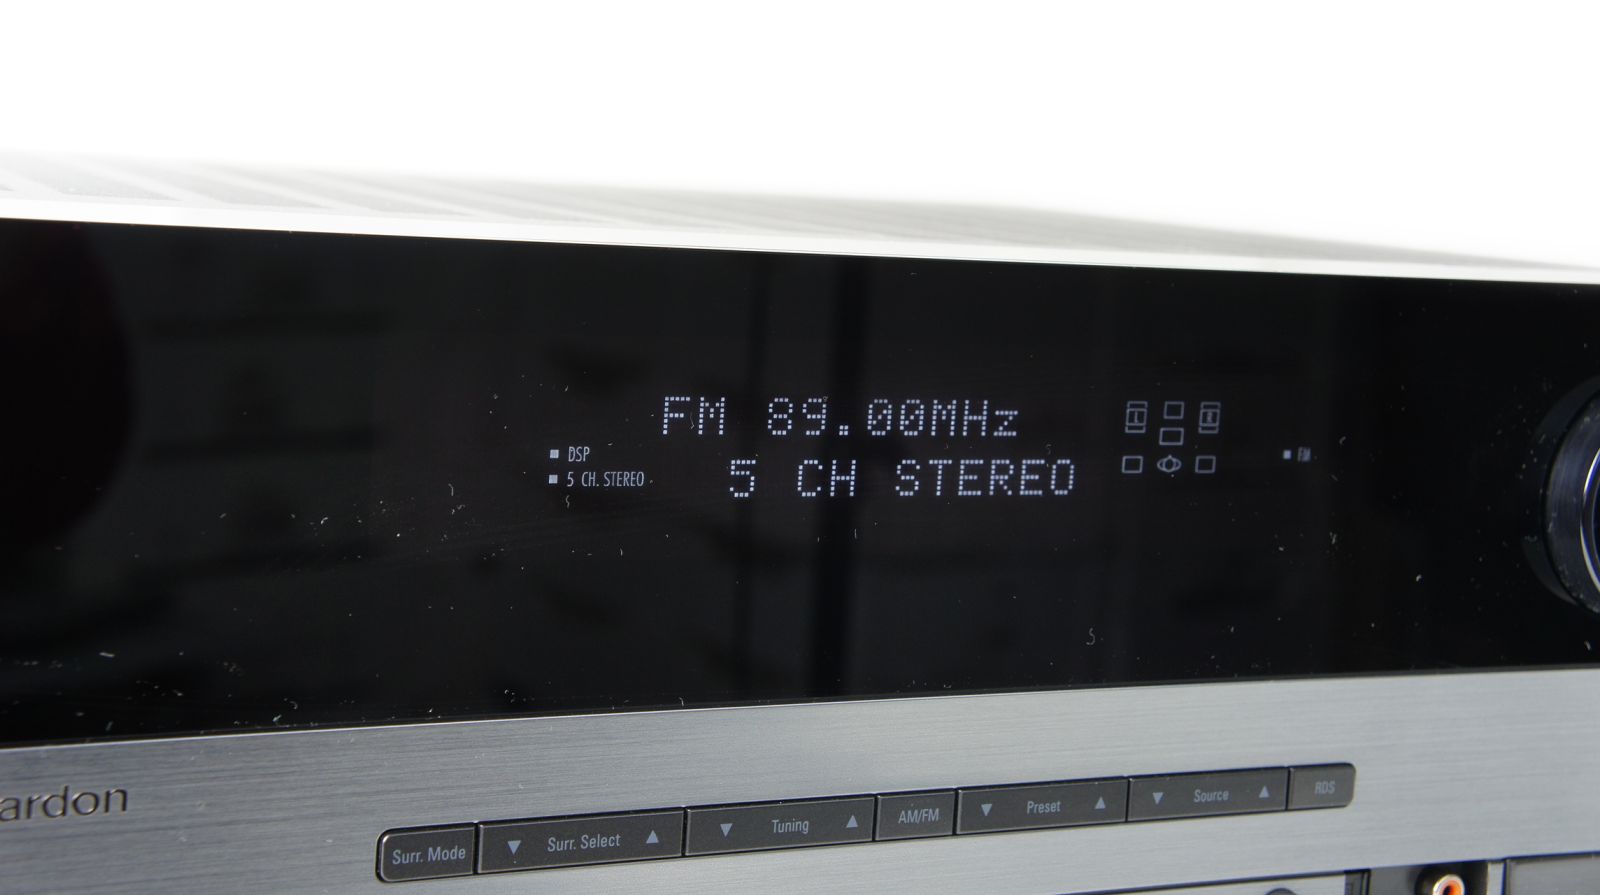 FM 89.00MHz
DSP
5 CH. STEREO
5 CH STEREO
FM
ardon
Surr. Mode
▼ Surr. Select ▲
▼ Tuning ▲
AM/FM
▼ Preset ▲
▼ Source ▲
RDS